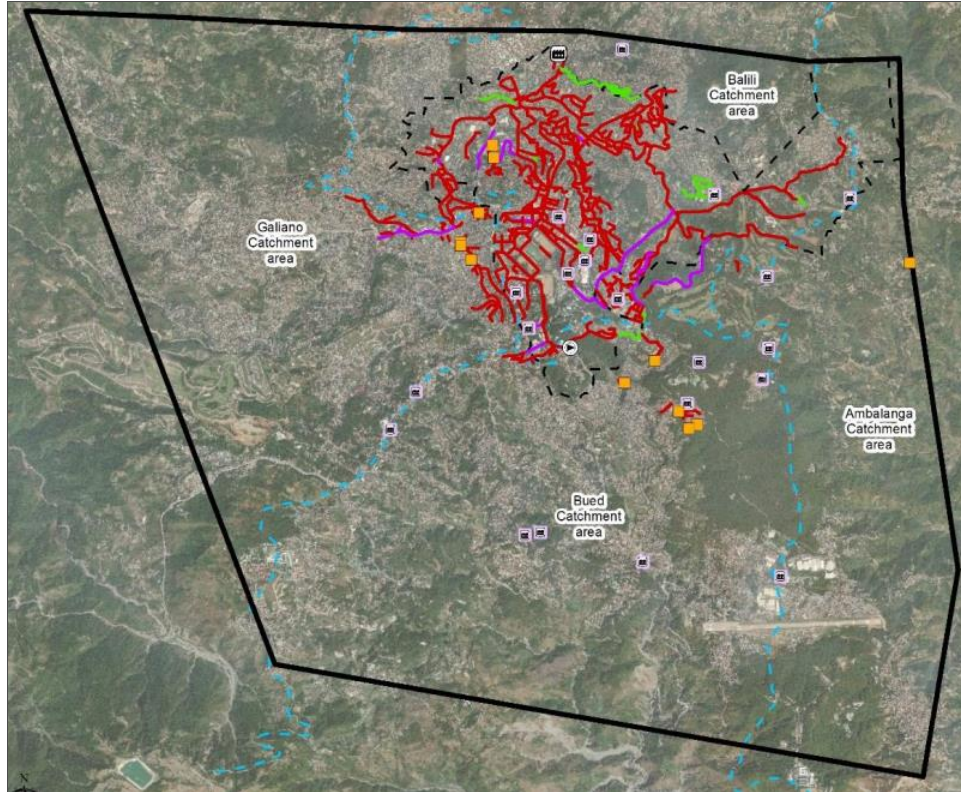 Balili
Catchment
area
Galiano
Catchment
area
Ambalanga
Catchment
area
Bued
Catchment
area
N